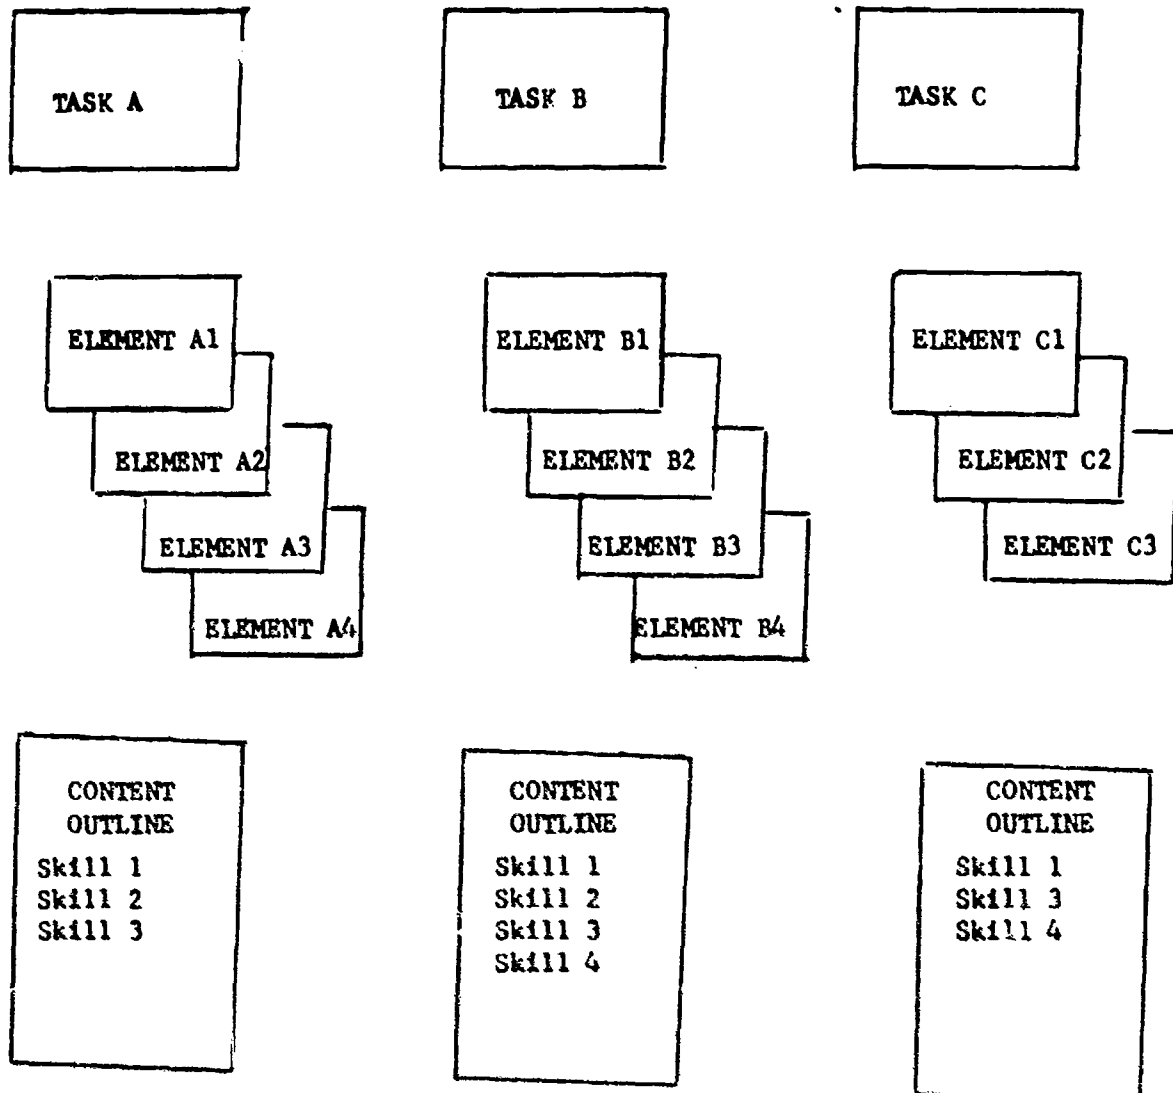 TASK A
TASK B
TASK C
ELEMENT A1
ELEMENT A2
ELEMENT A3
ELEMENT A4
ELEMENT B1
ELEMENT B2
ELEMENT B3
ELEMENT B4
ELEMENT C1
ELEMENT C2
ELEMENT C3
CONTENT
OUTLINE
Skill 1
Skill 2
Skill 3
CONTENT
OUTLINE
Skill 1
Skill 2
Skill 3
Skill 4
CONTENT
OUTLINE
Skill 1
Skill 3
Skill 4